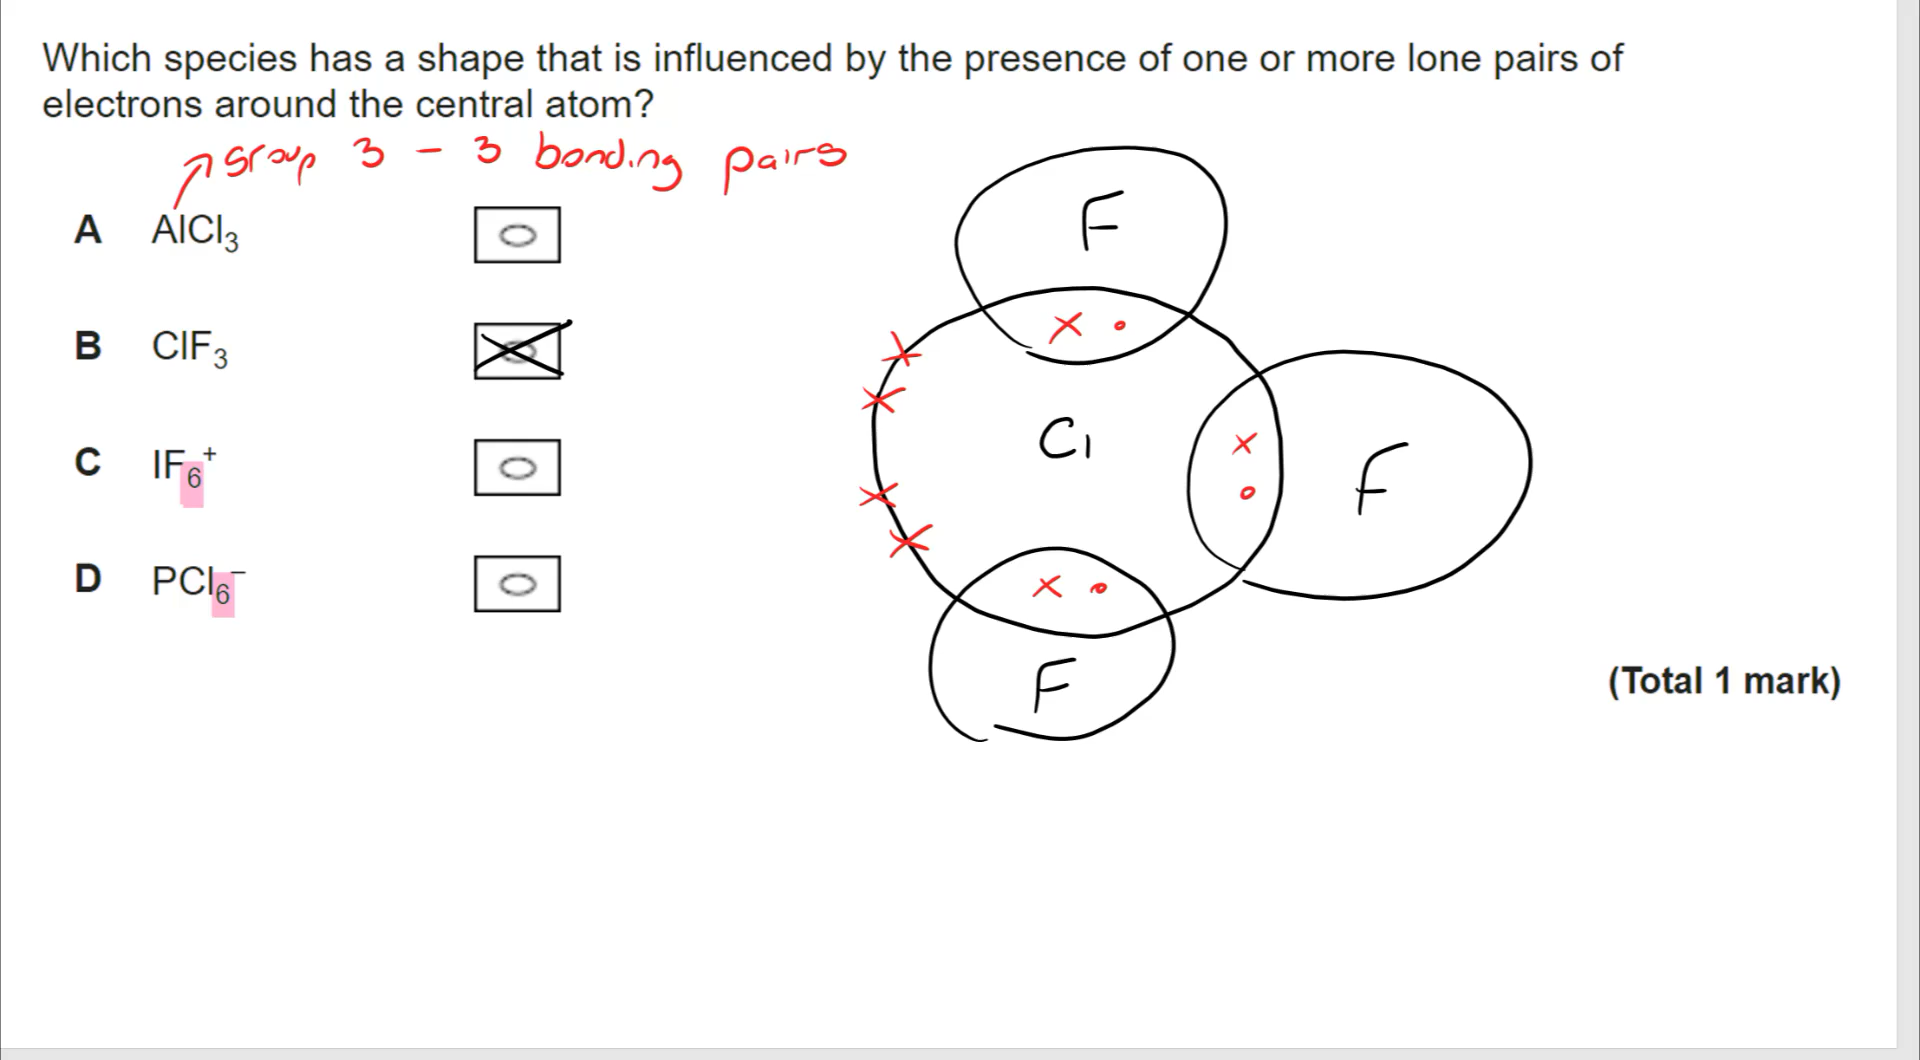 Which species has a shape that is influenced by the presence of one or more lone pairs of
electrons around the central atom?
group 3 - 3 bonding pairs
A AlCl₃
B ClF₃
C IF₆⁺
D PCl₆⁻
F
Cl
F
F
(Total 1 mark)